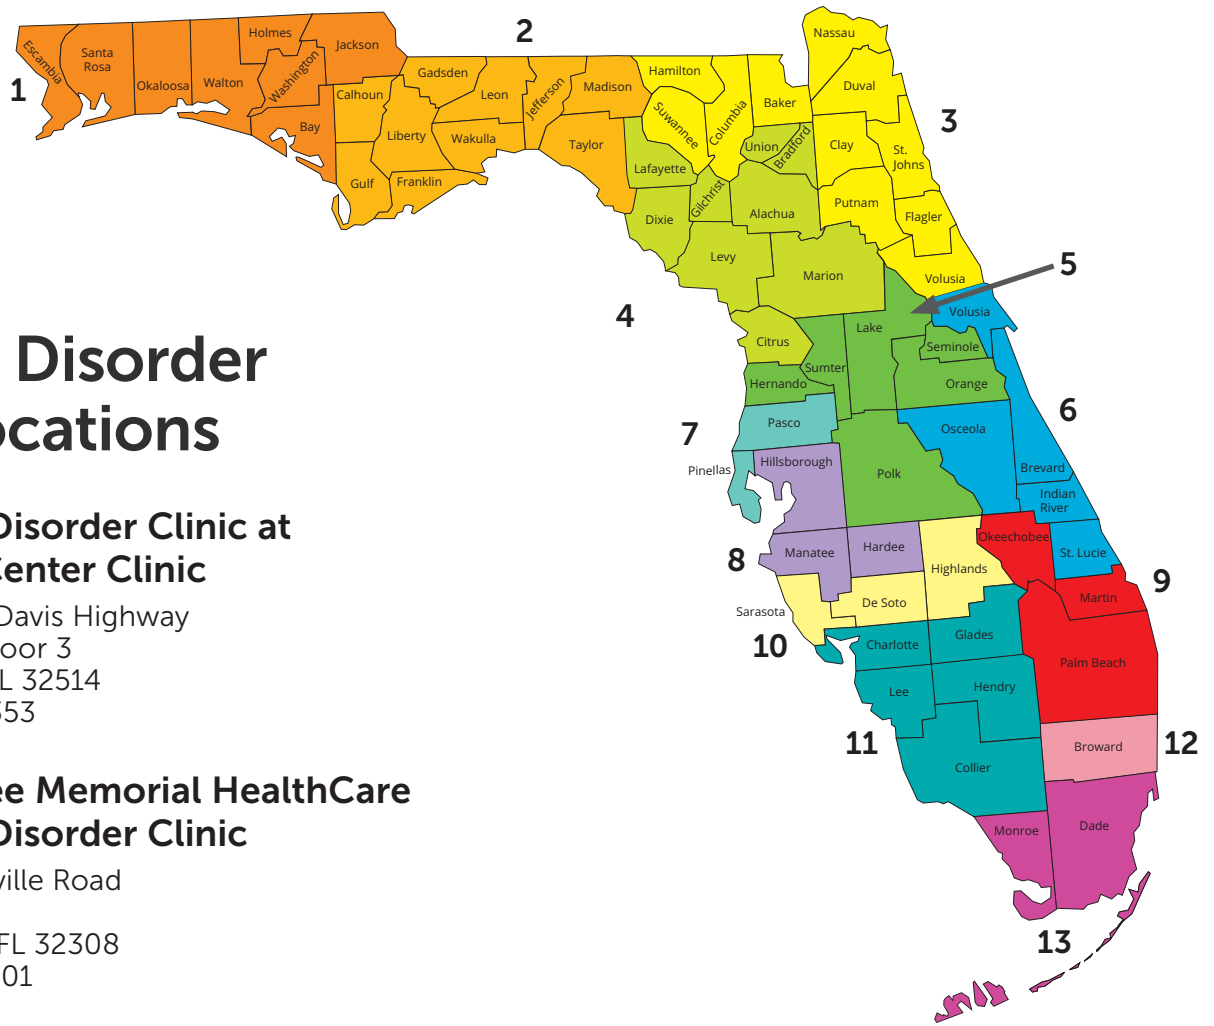 1
2
3
4
5
6
7
8
9
10
11
12
13
Escambia
Santa
Rosa
Okaloosa
Walton
Holmes
Washington
Jackson
Bay
Calhoun
Gulf
Gadsden
Liberty
Franklin
Leon
Wakulla
Jefferson
Madison
Taylor
Hamilton
Suwannee
Columbia
Baker
Nassau
Duval
Clay
St.
Johns
Putnam
Flagler
Volusia
Lafayette
Union
Bradford
Dixie
Gilchrist
Alachua
Levy
Marion
Citrus
Volusia
Lake
Sumter
Hernando
Seminole
Orange
Polk
Pasco
Pinellas
Hillsborough
Manatee
Hardee
Osceola
Brevard
Indian
River
St. Lucie
Okeechobee
Martin
Palm Beach
Highlands
De Soto
Sarasota
Charlotte
Glades
Lee
Hendry
Collier
Broward
Monroe
Dade
Disorder
ocations
Disorder Clinic at
Center Clinic
Davis Highway
oor 3
L 32514
53
ee Memorial HealthCare
Disorder Clinic
ville Road
FL 32308
01